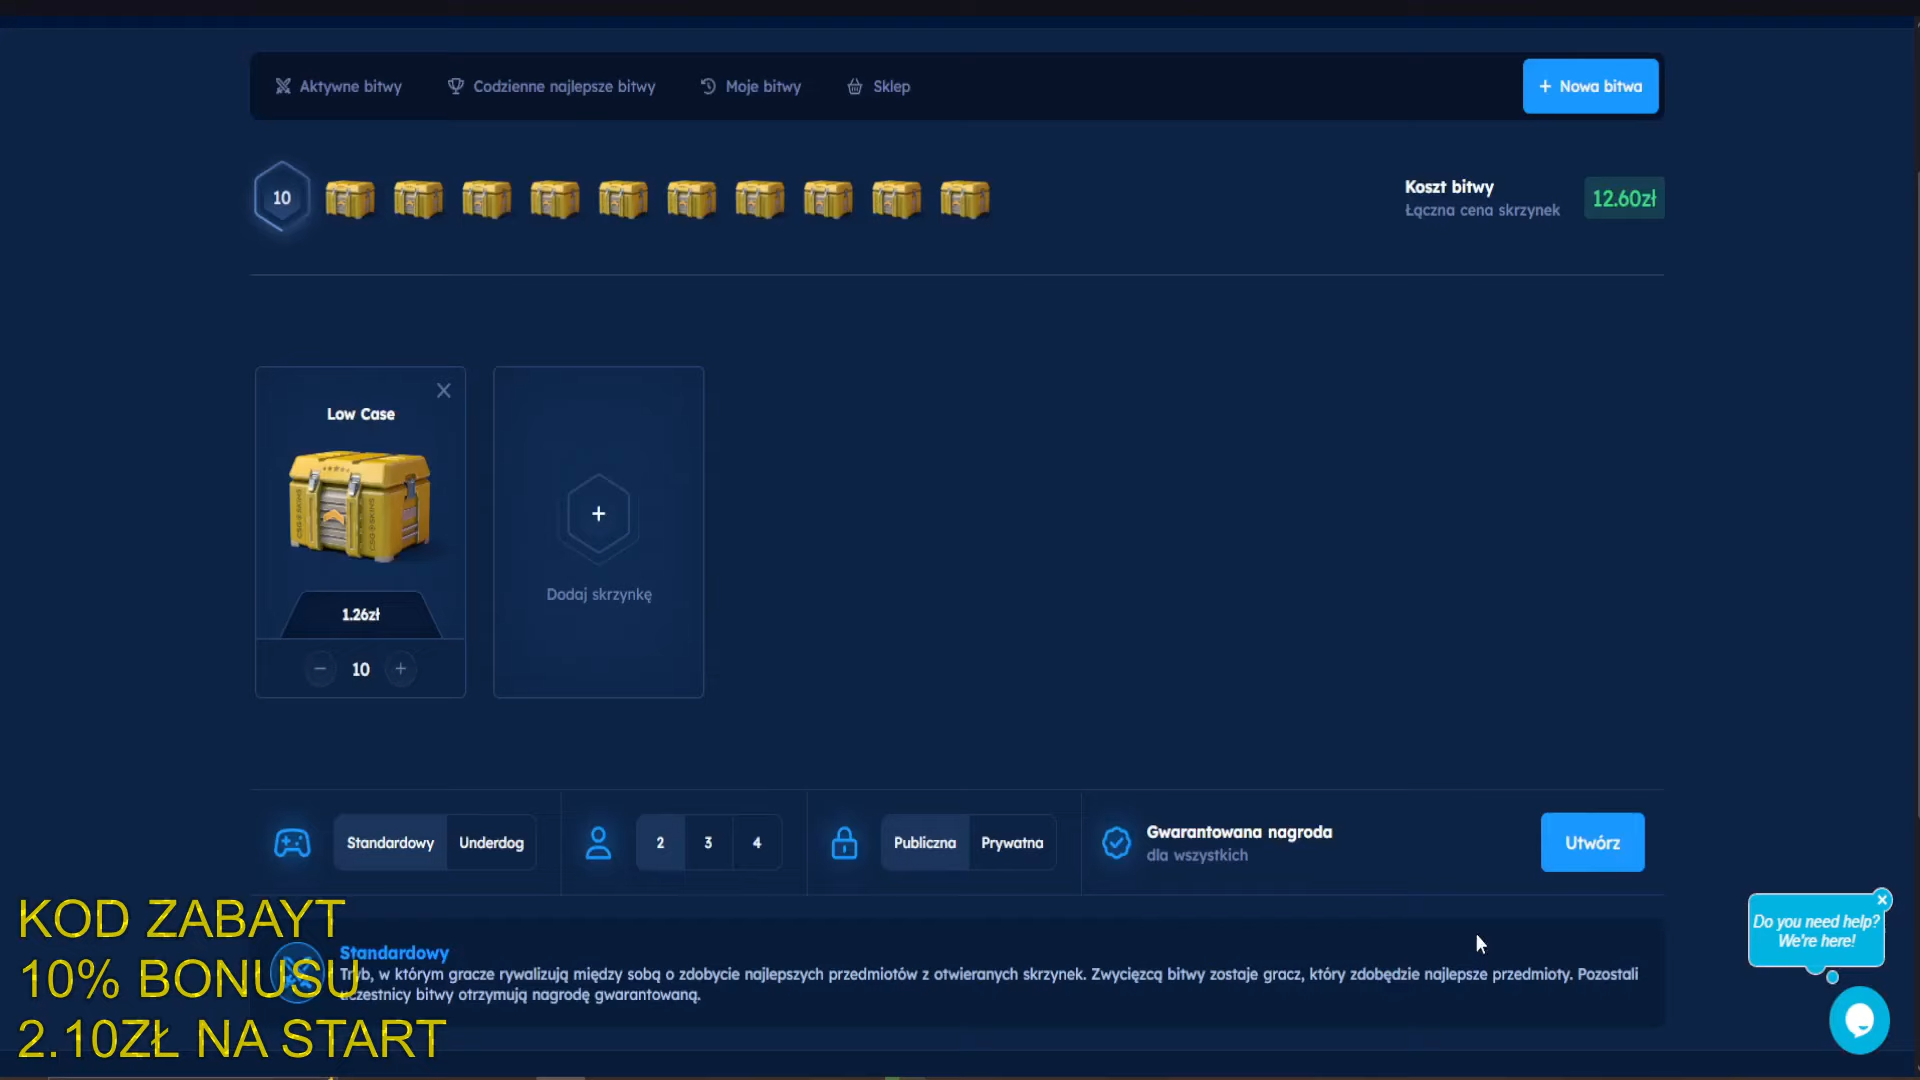 Aktywne bitwy
Codzienne najlepsze bitwy
Moje bitwy
Sklep
+ Nowa bitwa
10
Koszt bitwy
Łączna cena skrzynek
12.60zł
Low Case
1.26zł
− 10 +
+
Dodaj skrzynkę
Standardowy
Underdog
2
3
4
Publiczna
Prywatna
Gwarantowana nagroda
dla wszystkich
Utwórz
Standardowy
Tryb, w którym gracze rywalizują między sobą o zdobycie najlepszych przedmiotów z otwieranych skrzynek. Zwycięzcą bitwy zostaje gracz, który zdobędzie najlepsze przedmioty. Pozostali
uczestnicy bitwy otrzymują nagrodę gwarantowaną.
KOD ZABAYT
10% BONUSU
2.10ZŁ NA START
Do you need help?
We're here!